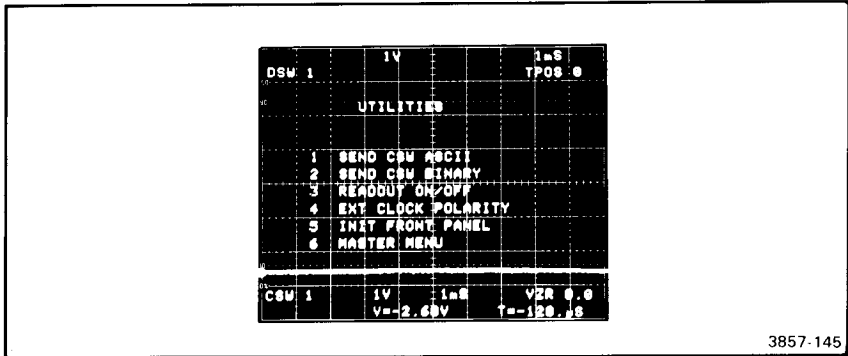 1V 1mS
DSW 1 TPOS 0
UTILITIES
1 SEND CSW ASCII
2 SEND CSW BINARY
3 READOUT ON/OFF
4 EXT CLOCK POLARITY
5 INIT FRONT PANEL
6 MASTER MENU
CSW 1 1V 1mS VZR 0.0
V=-2.60V T=-128.µS
3857-145